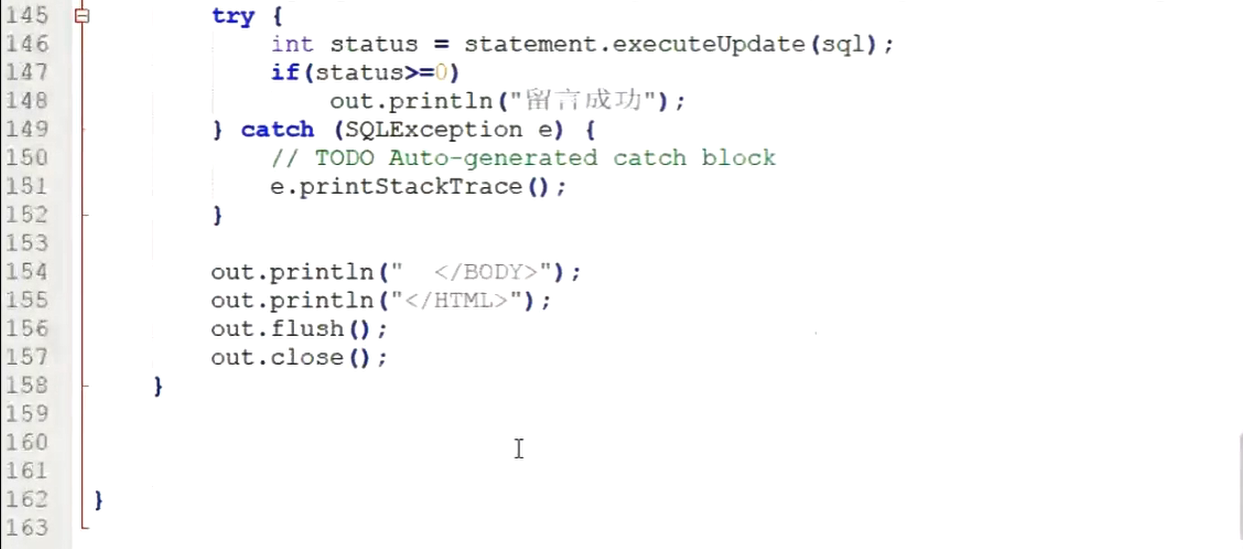 145 try {
146 int status = statement.executeUpdate(sql);
147 if(status>=0)
148 out.println("留言成功");
149 } catch (SQLException e) {
150 // TODO Auto-generated catch block
151 e.printStackTrace();
152 }
153
154 out.println("  </BODY>");
155 out.println("</HTML>");
156 out.flush();
157 out.close();
158 }
159
160
161
162 }
163